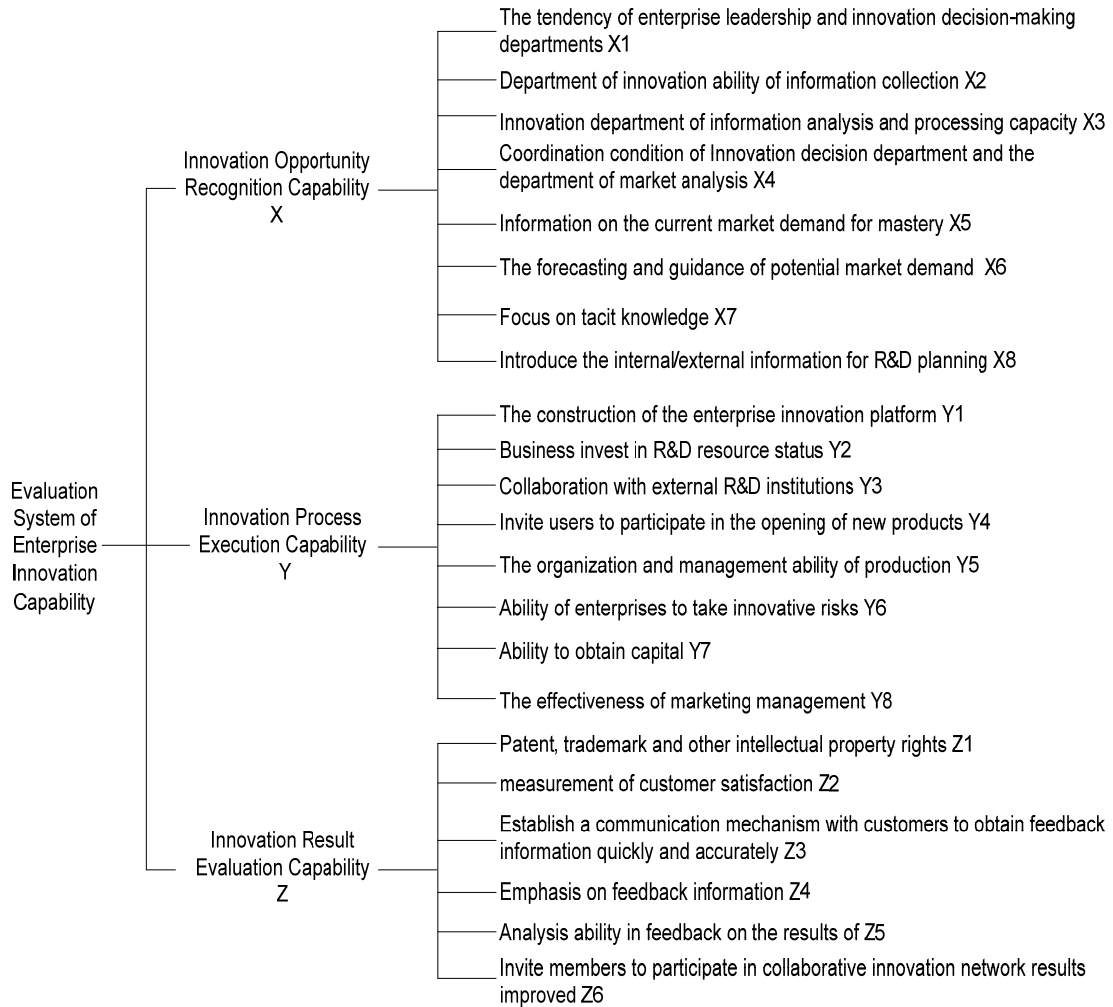 The tendency of enterprise leadership and innovation decision-making
departments X1
Department of innovation ability of information collection X2
Innovation department of information analysis and processing capacity X3
Coordination condition of Innovation decision department and the
department of market analysis X4
Information on the current market demand for mastery X5
The forecasting and guidance of potential market demand X6
Focus on tacit knowledge X7
Introduce the internal/external information for R&D planning X8
Innovation Opportunity
Recognition Capability
X
The construction of the enterprise innovation platform Y1
Business invest in R&D resource status Y2
Collaboration with external R&D institutions Y3
Invite users to participate in the opening of new products Y4
The organization and management ability of production Y5
Ability of enterprises to take innovative risks Y6
Ability to obtain capital Y7
The effectiveness of marketing management Y8
Evaluation
System of
Enterprise
Innovation
Capability
Innovation Process
Execution Capability
Y
Patent, trademark and other intellectual property rights Z1
measurement of customer satisfaction Z2
Establish a communication mechanism with customers to obtain feedback
information quickly and accurately Z3
Emphasis on feedback information Z4
Analysis ability in feedback on the results of Z5
Invite members to participate in collaborative innovation network results
improved Z6
Innovation Result
Evaluation Capability
Z